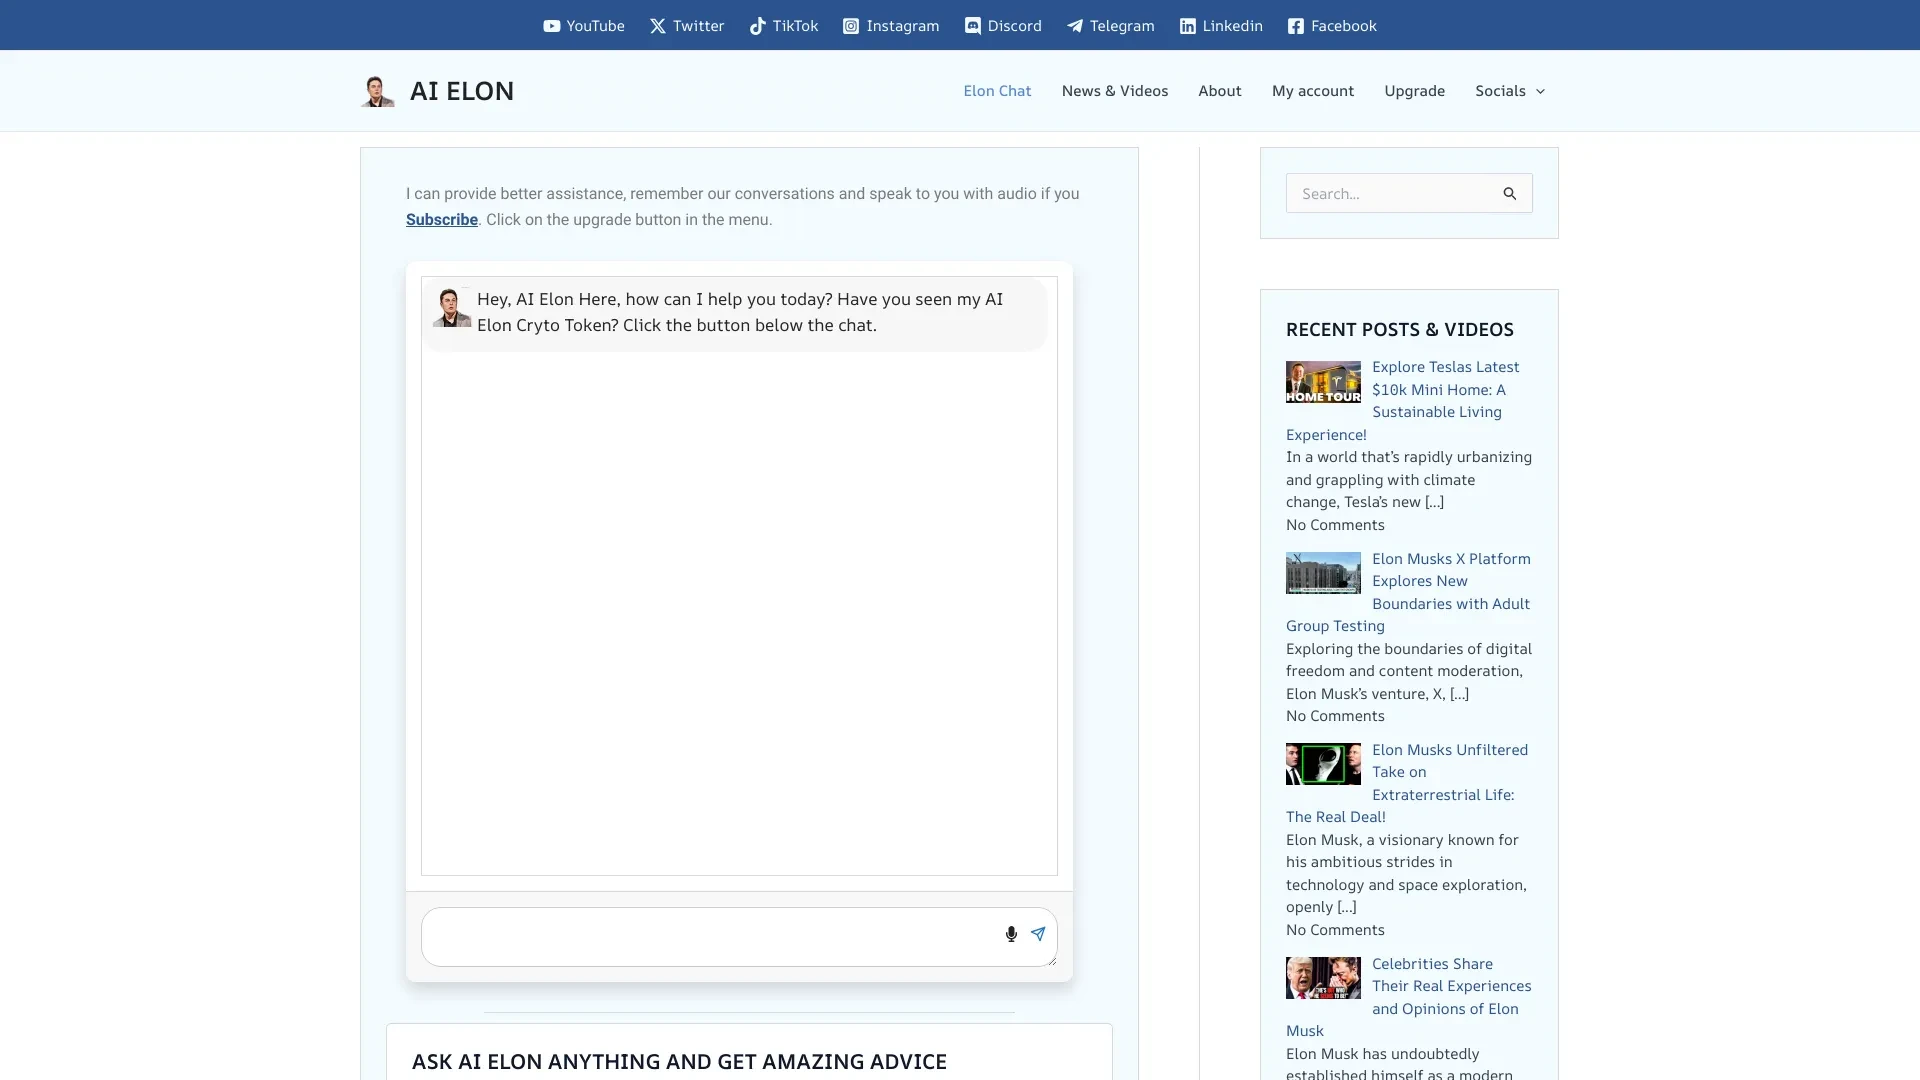 YouTube Twitter TikTok Instagram Discord Telegram Linkedin Facebook
AI ELON
Elon Chat News & Videos About My account Upgrade Socials
I can provide better assistance, remember our conversations and speak to you with audio if you
Subscribe. Click on the upgrade button in the menu.
Hey, AI Elon Here, how can I help you today? Have you seen my AI
Elon Cryto Token? Click the button below the chat.
ASK AI ELON ANYTHING AND GET AMAZING ADVICE
Search...
RECENT POSTS & VIDEOS
HOME TOUR
Explore Teslas Latest
$10k Mini Home: A
Sustainable Living
Experience!
In a world that's rapidly urbanizing
and grappling with climate
change, Tesla's new [...]
No Comments
Elon Musks X Platform
Explores New
Boundaries with Adult
Group Testing
Exploring the boundaries of digital
freedom and content moderation,
Elon Musk's venture, X, [...]
No Comments
Elon Musks Unfiltered
Take on
Extraterrestrial Life:
The Real Deal!
Elon Musk, a visionary known for
his ambitious strides in
technology and space exploration,
openly [...]
No Comments
Celebrities Share
Their Real Experiences
and Opinions of Elon
Musk
Elon Musk has undoubtedly
established himself as a modern